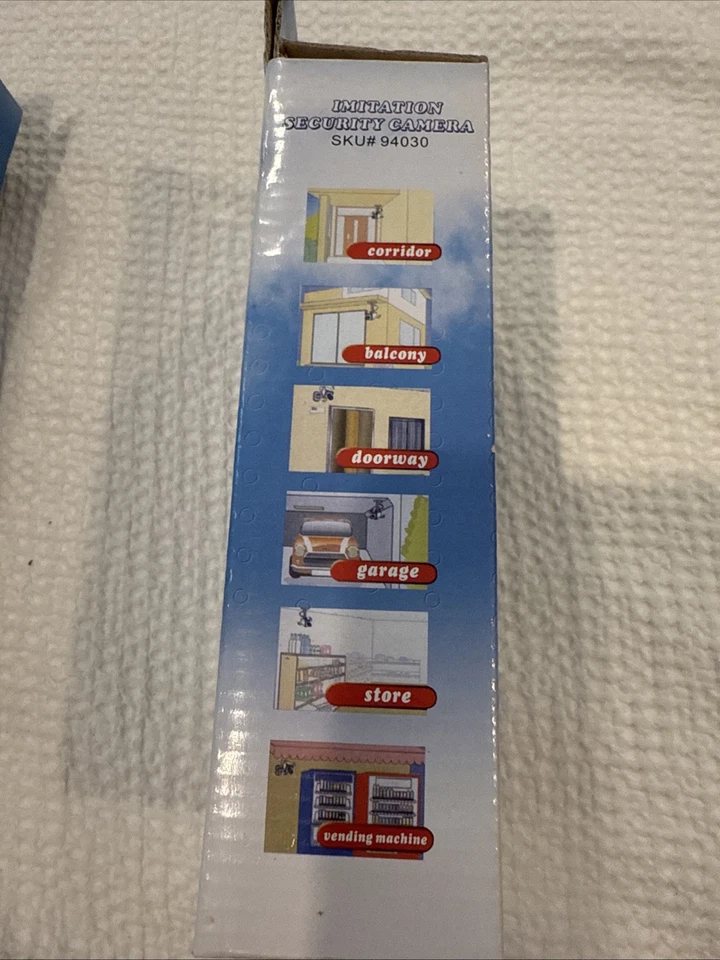 IMITATION
SECURITY CAMERA
SKU# 94030
corridor
balcony
doorway
garage
store
vending machine